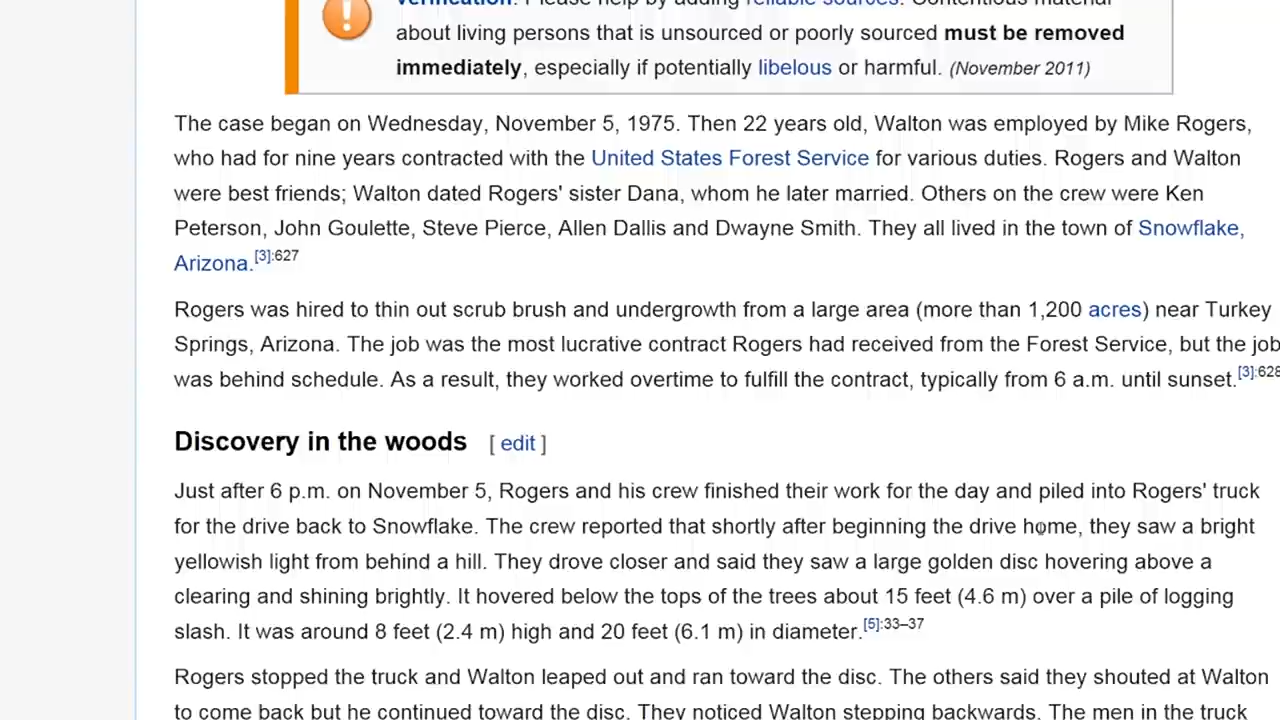 verification. Please help by adding reliable sources. Contentious material
about living persons that is unsourced or poorly sourced must be removed
immediately, especially if potentially libelous or harmful. (November 2011)
The case began on Wednesday, November 5, 1975. Then 22 years old, Walton was employed by Mike Rogers,
who had for nine years contracted with the United States Forest Service for various duties. Rogers and Walton
were best friends; Walton dated Rogers' sister Dana, whom he later married. Others on the crew were Ken
Peterson, John Goulette, Steve Pierce, Allen Dallis and Dwayne Smith. They all lived in the town of Snowflake,
Arizona.[3]:627
Rogers was hired to thin out scrub brush and undergrowth from a large area (more than 1,200 acres) near Turkey
Springs, Arizona. The job was the most lucrative contract Rogers had received from the Forest Service, but the job
was behind schedule. As a result, they worked overtime to fulfill the contract, typically from 6 a.m. until sunset.[3]:628
Discovery in the woods [ edit ]
Just after 6 p.m. on November 5, Rogers and his crew finished their work for the day and piled into Rogers' truck
for the drive back to Snowflake. The crew reported that shortly after beginning the drive home, they saw a bright
yellowish light from behind a hill. They drove closer and said they saw a large golden disc hovering above a
clearing and shining brightly. It hovered below the tops of the trees about 15 feet (4.6 m) over a pile of logging
slash. It was around 8 feet (2.4 m) high and 20 feet (6.1 m) in diameter.[5]:33–37
Rogers stopped the truck and Walton leaped out and ran toward the disc. The others said they shouted at Walton
to come back but he continued toward the disc. They noticed Walton stepping backwards. The men in the truck